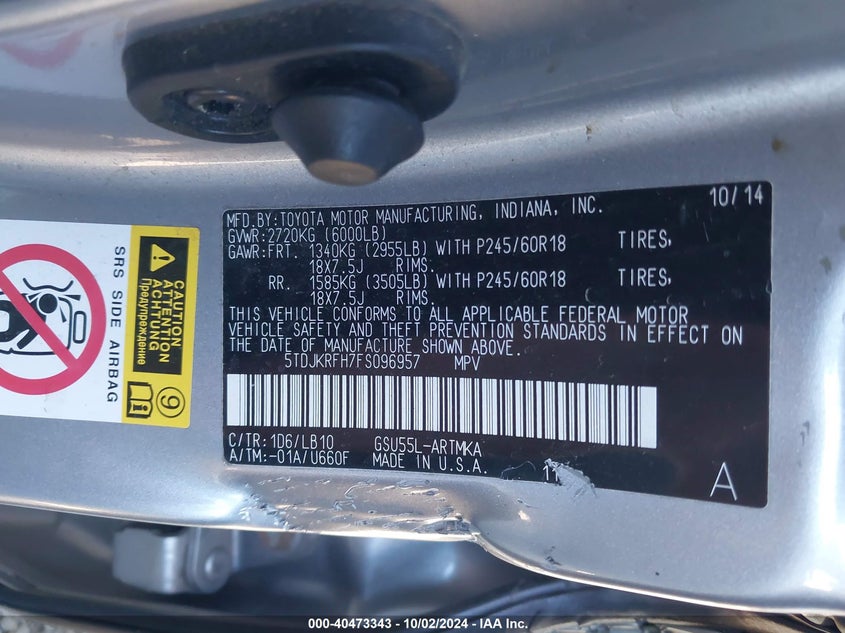 10/14
MFD.BY:TOYOTA MOTOR MANUFACTURING, INDIANA, INC.
GVWR:2720KG (6000LB)
GAWR:FRT. 1340KG (2955LB) WITH P245/60R18 TIRES,
18X7.5J RIMS.
RR. 1585KG (3505LB) WITH P245/60R18 TIRES,
18X7.5J RIMS.
THIS VEHICLE CONFORMS TO ALL APPLICABLE FEDERAL MOTOR
VEHICLE SAFETY AND THEFT PREVENTION STANDARDS IN EFFECT ON
THE DATE OF MANUFACTURE SHOWN ABOVE.
5TDJKRFH7FS096957 MPV
C/TR:1D6/LB10 GSU55L-ARTMKA
A/TM:-01A/U660F MADE IN U.S.A.
A
SRS SIDE AIRBAG
CAUTION
ATTENTION
ACHTUNG
Предупреждение
9
000-40473343 - 10/02/2024 - IAA Inc.